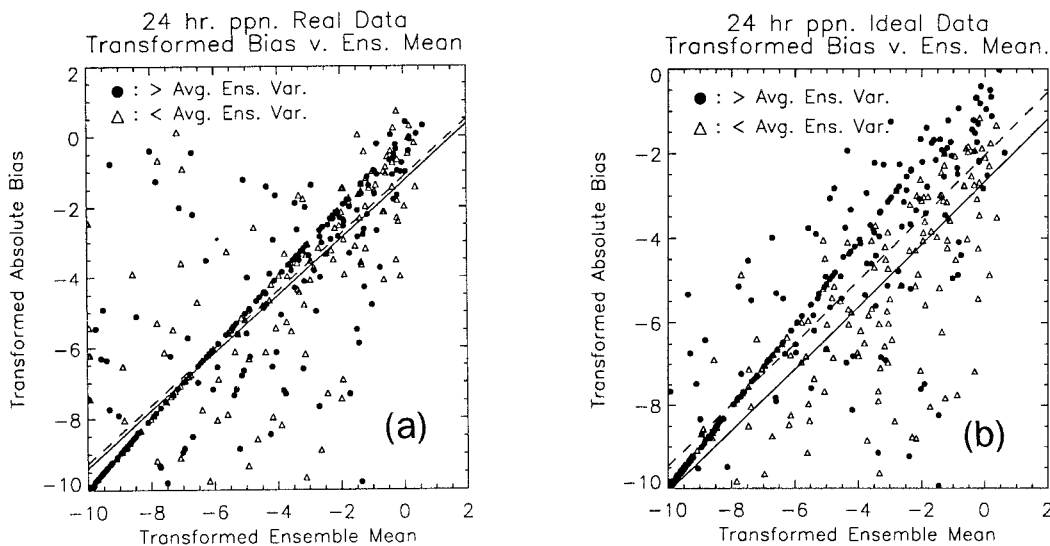 24 hr. ppn. Real Data
Transformed Bias v. Ens. Mean
● : > Avg. Ens. Var.
△ : < Avg. Ens. Var.
2
0
−2
−4
−6
−8
−10
Transformed Absolute Bias
(a)
−10 −8 −6 −4 −2 0 2
Transformed Ensemble Mean
24 hr ppn. Ideal Data
Transformed Bias v. Ens. Mean.
● : > Avg. Ens. Var.
△ : < Avg. Ens. Var.
0
−2
−4
−6
−8
−10
Transformed Absolute Bias
(b)
−10 −8 −6 −4 −2 0 2
Transformed Ensemble Mean